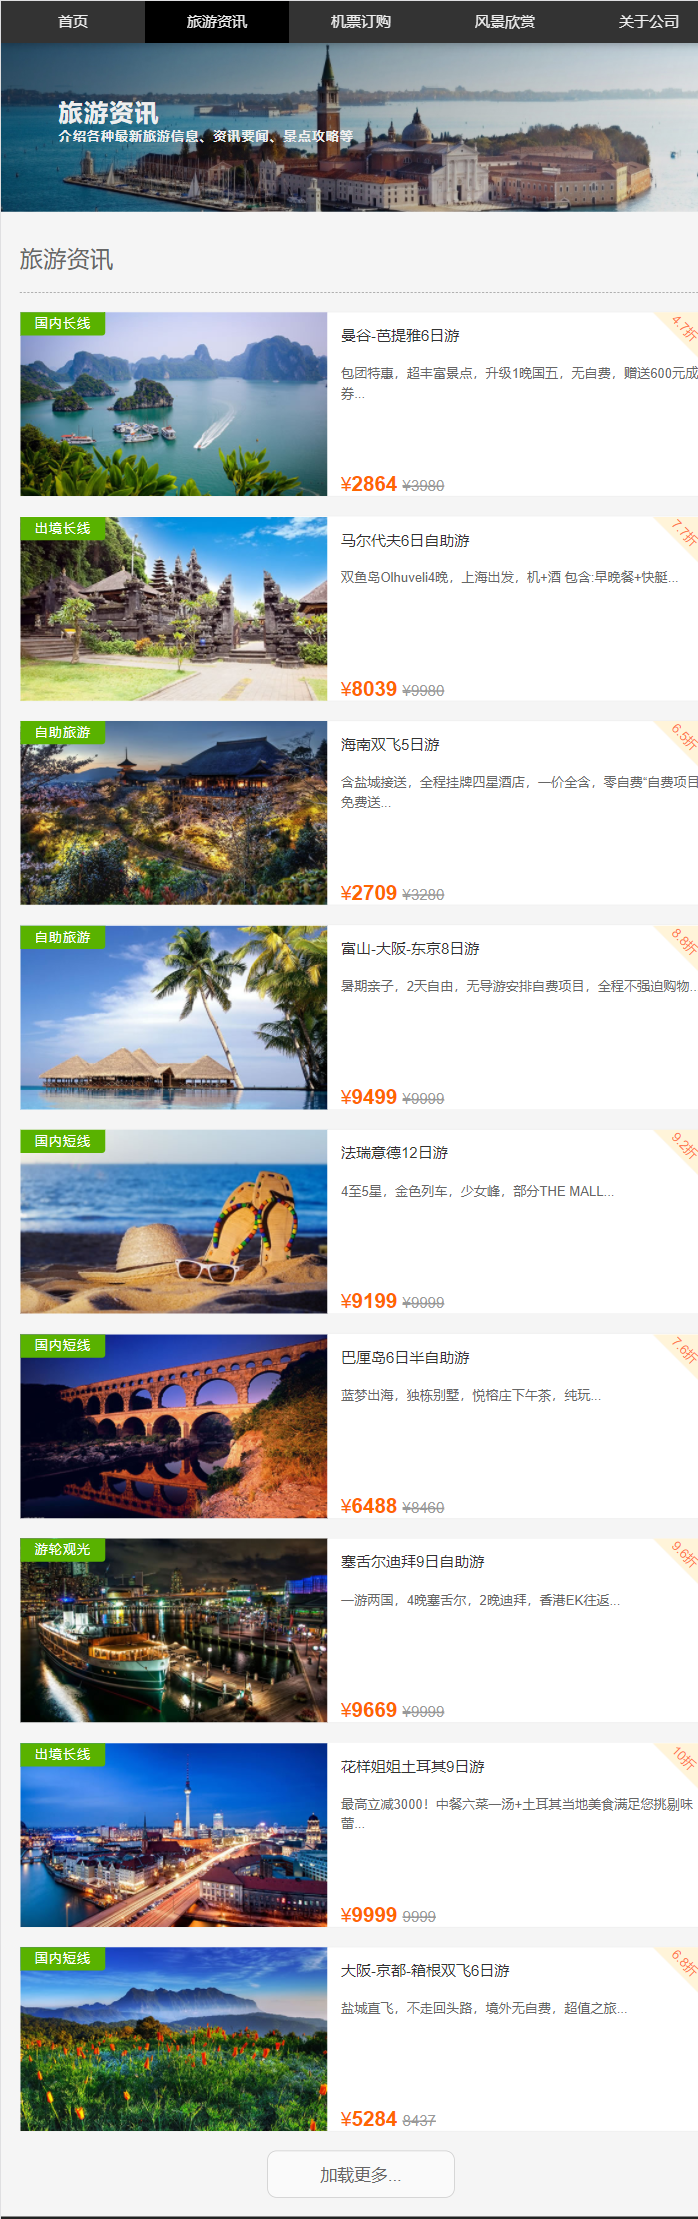 首页 旅游资讯 机票订购 风景欣赏 关于公司
旅游资讯
介绍各种最新旅游信息、资讯要闻、景点攻略等
旅游资讯
国内长线
曼谷-芭提雅6日游
4.7折
包团特惠，超丰富景点，升级1晚国五，无自费，赠送600元成
券...
¥2864 ¥3980
出境长线
马尔代夫6日自助游
7.7折
双鱼岛Olhuveli4晚，上海出发，机+酒 包含:早晚餐+快艇...
¥8039 ¥9980
自助旅游
海南双飞5日游
6.5折
含盐城接送，全程挂牌四星酒店，一价全含，零自费“自费项目
免费送...
¥2709 ¥3280
自助旅游
富山-大阪-东京8日游
8.8折
暑期亲子，2天自由，无导游安排自费项目，全程不强迫购物...
¥9499 ¥9999
国内短线
法瑞意德12日游
9.2折
4至5星，金色列车，少女峰，部分THE MALL...
¥9199 ¥9999
国内短线
巴厘岛6日半自助游
7.6折
蓝梦出海，独栋别墅，悦榕庄下午茶，纯玩...
¥6488 ¥8460
游轮观光
塞舌尔迪拜9日自助游
9.6折
一游两国，4晚塞舌尔，2晚迪拜，香港EK往返...
¥9669 ¥9999
出境长线
花样姐姐土耳其9日游
10折
最高立减3000！中餐六菜一汤+土耳其当地美食满足您挑剔味
蕾...
¥9999 9999
国内短线
大阪-京都-箱根双飞6日游
6.8折
盐城直飞，不走回头路，境外无自费，超值之旅...
¥5284 8437
加载更多...